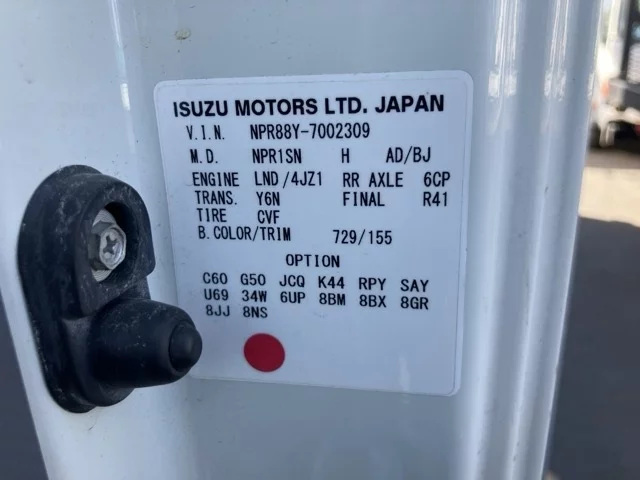 ISUZU MOTORS LTD. JAPAN
V.I.N. NPR88Y-7002309
M.D. NPR1SN H AD/BJ
ENGINE LND/4JZ1 RR AXLE 6CP
TRANS. Y6N FINAL R41
TIRE CVF
B.COLOR/TRIM 729/155
OPTION
C60 G50 JCQ K44 RPY SAY
U69 34W 6UP 8BM 8BX 8GR
8JJ 8NS